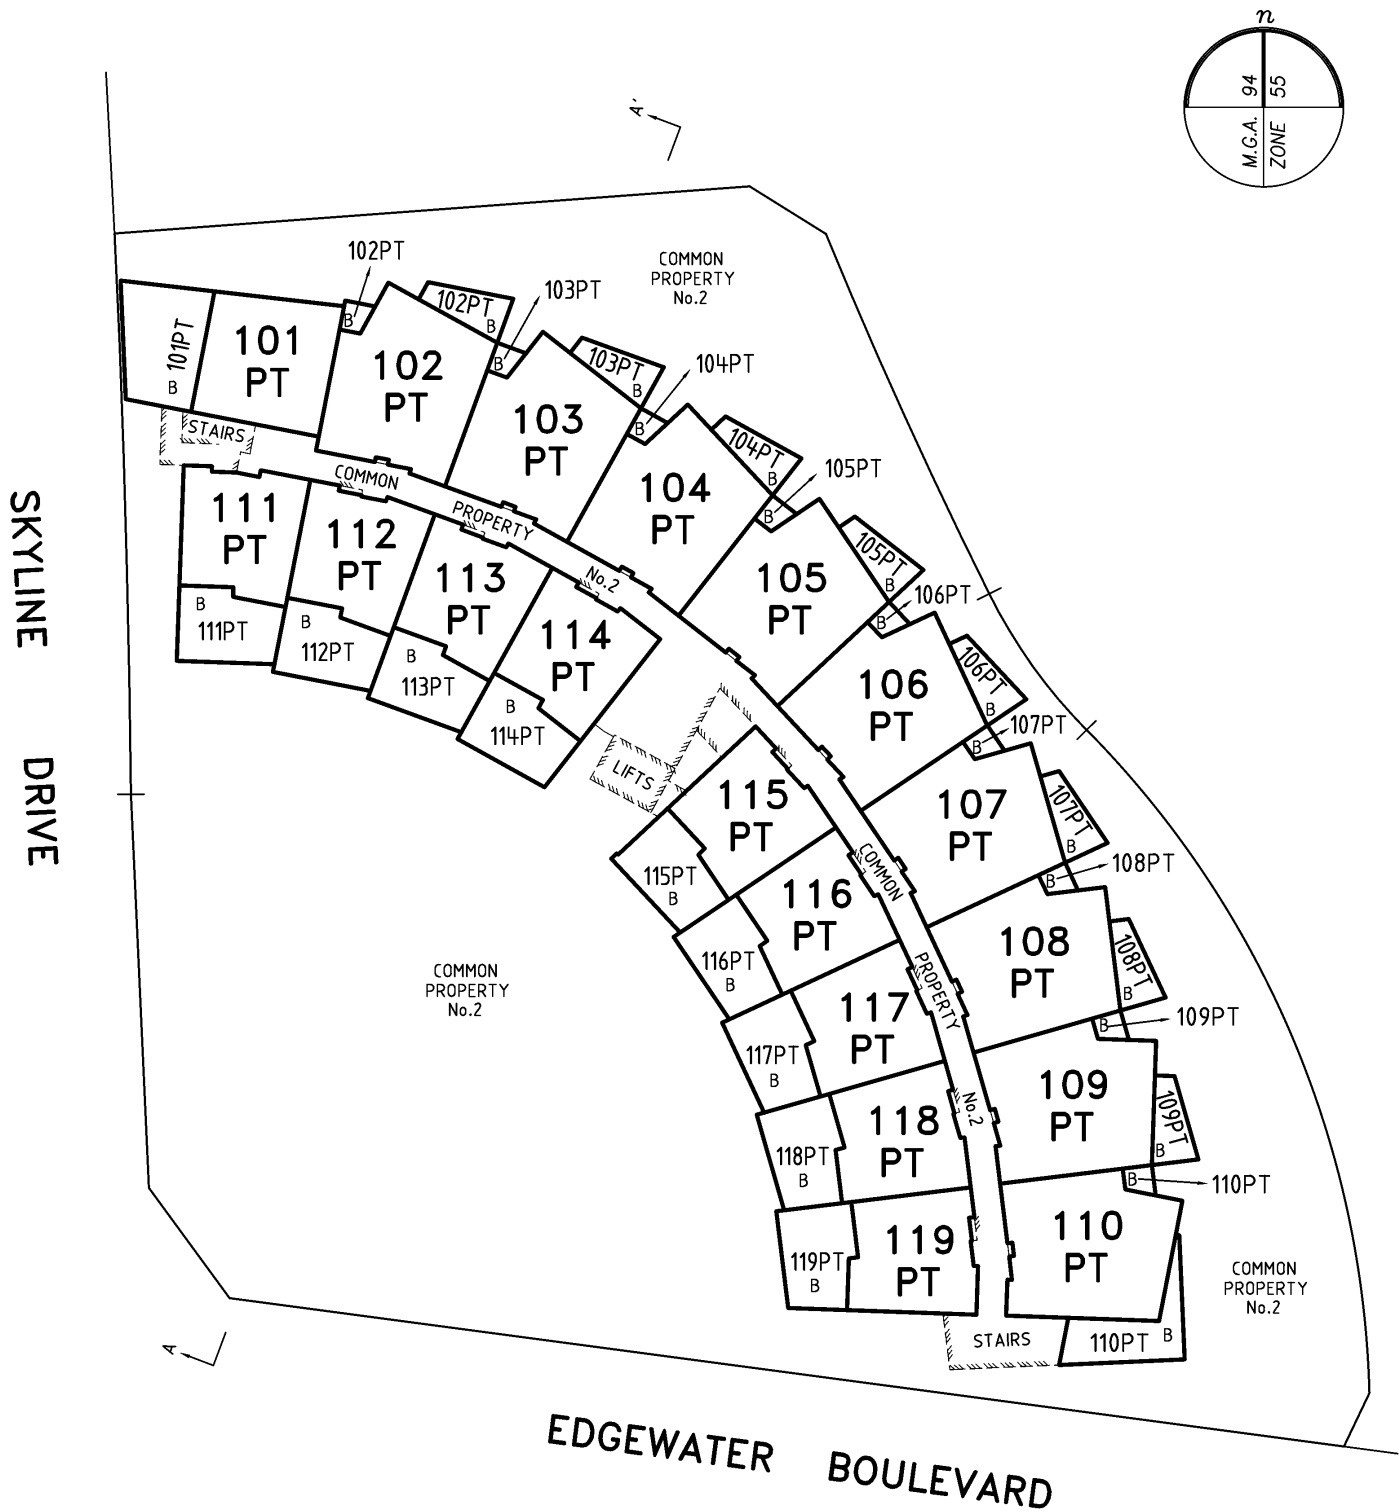 n
M.G.A. 94
ZONE 55
A'
102PT
COMMON
PROPERTY
No.2
103PT
102PT
B
B
101PT
B
101
PT
102
PT
B
103PT
B
104PT
103
PT
B
104PT
B
105PT
STAIRS
COMMON
PROPERTY
No.2
104
PT
B
105PT
B
106PT
111
PT
112
PT
113
PT
114
PT
105
PT
B
106PT
B
107PT
B
111PT
B
112PT
B
113PT
B
114PT
106
PT
B
107PT
B
108PT
LIFTS
115
PT
107
PT
B
108PT
B
109PT
115PT
B
116
PT
COMMON
PROPERTY
No.2
108
PT
116PT
B
117
PT
B
109PT
B
110PT
117PT
B
118
PT
109
PT
118PT
B
119
PT
110
PT
119PT
B
STAIRS
110PT
B
COMMON
PROPERTY
No.2
COMMON
PROPERTY
No.2
A
SKYLINE DRIVE
EDGEWATER BOULEVARD